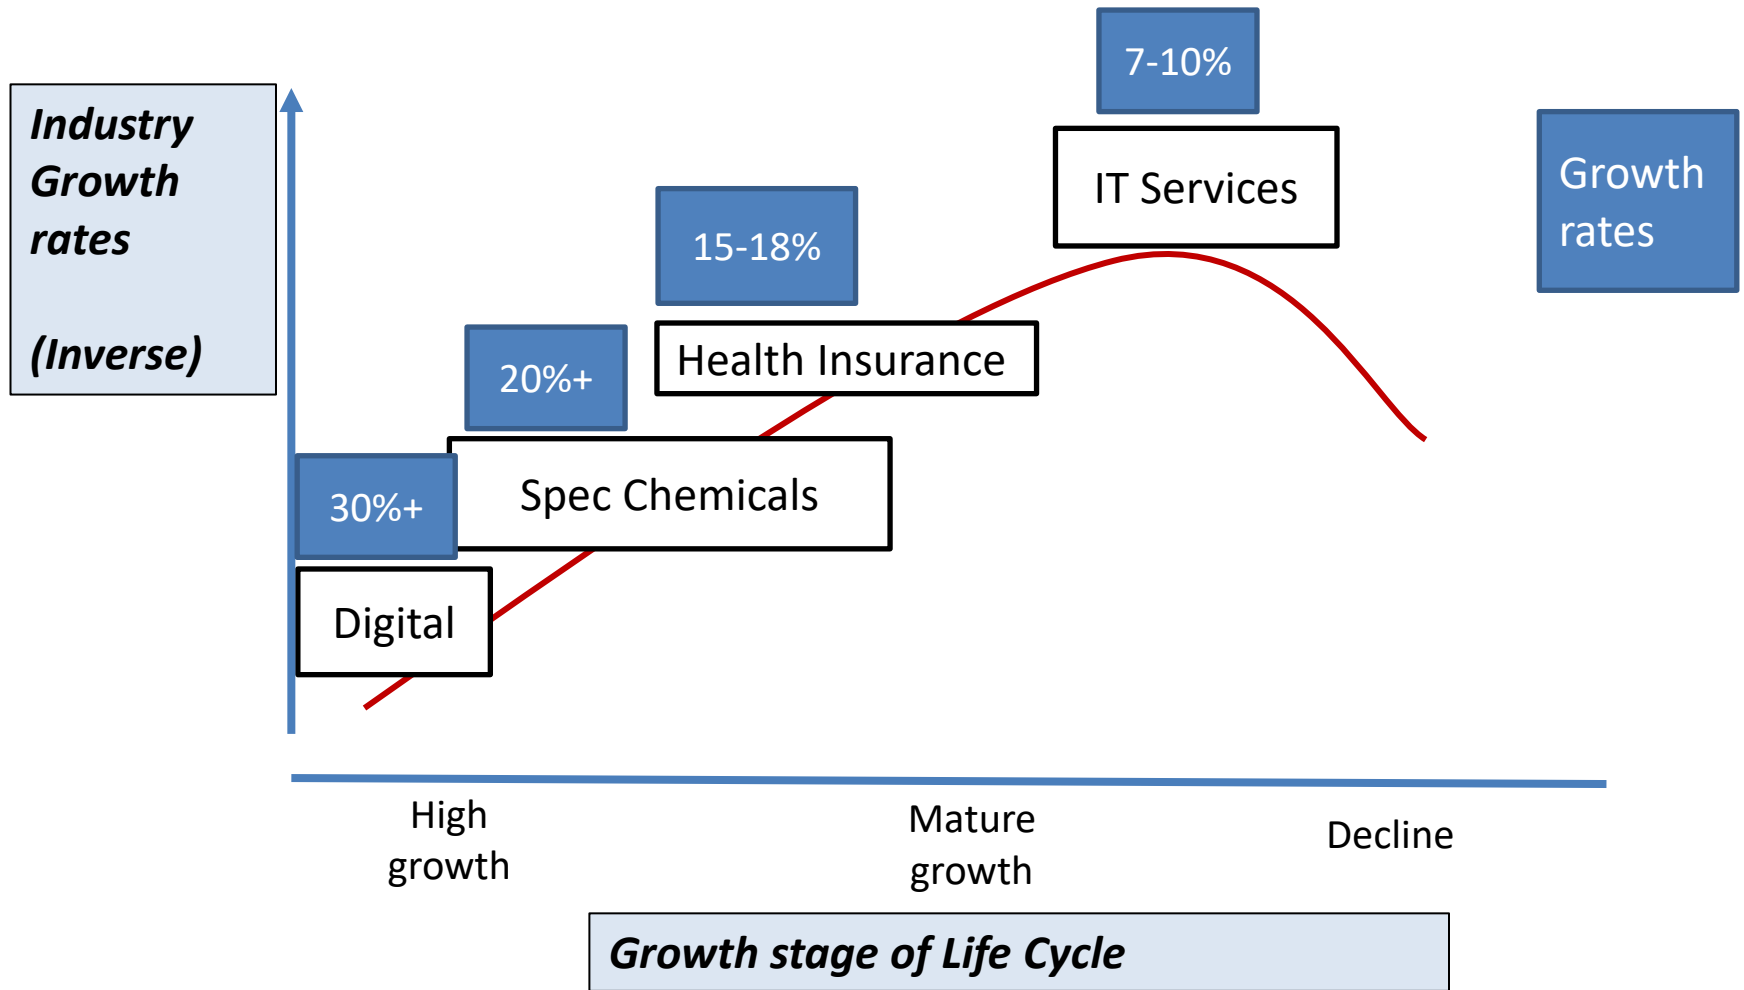 7-10%
Industry
Growth
rates
(Inverse)
IT Services
Growth
rates
15-18%
Health Insurance
20%+
Spec Chemicals
30%+
Digital
High
growth
Mature
growth
Decline
Growth stage of Life Cycle